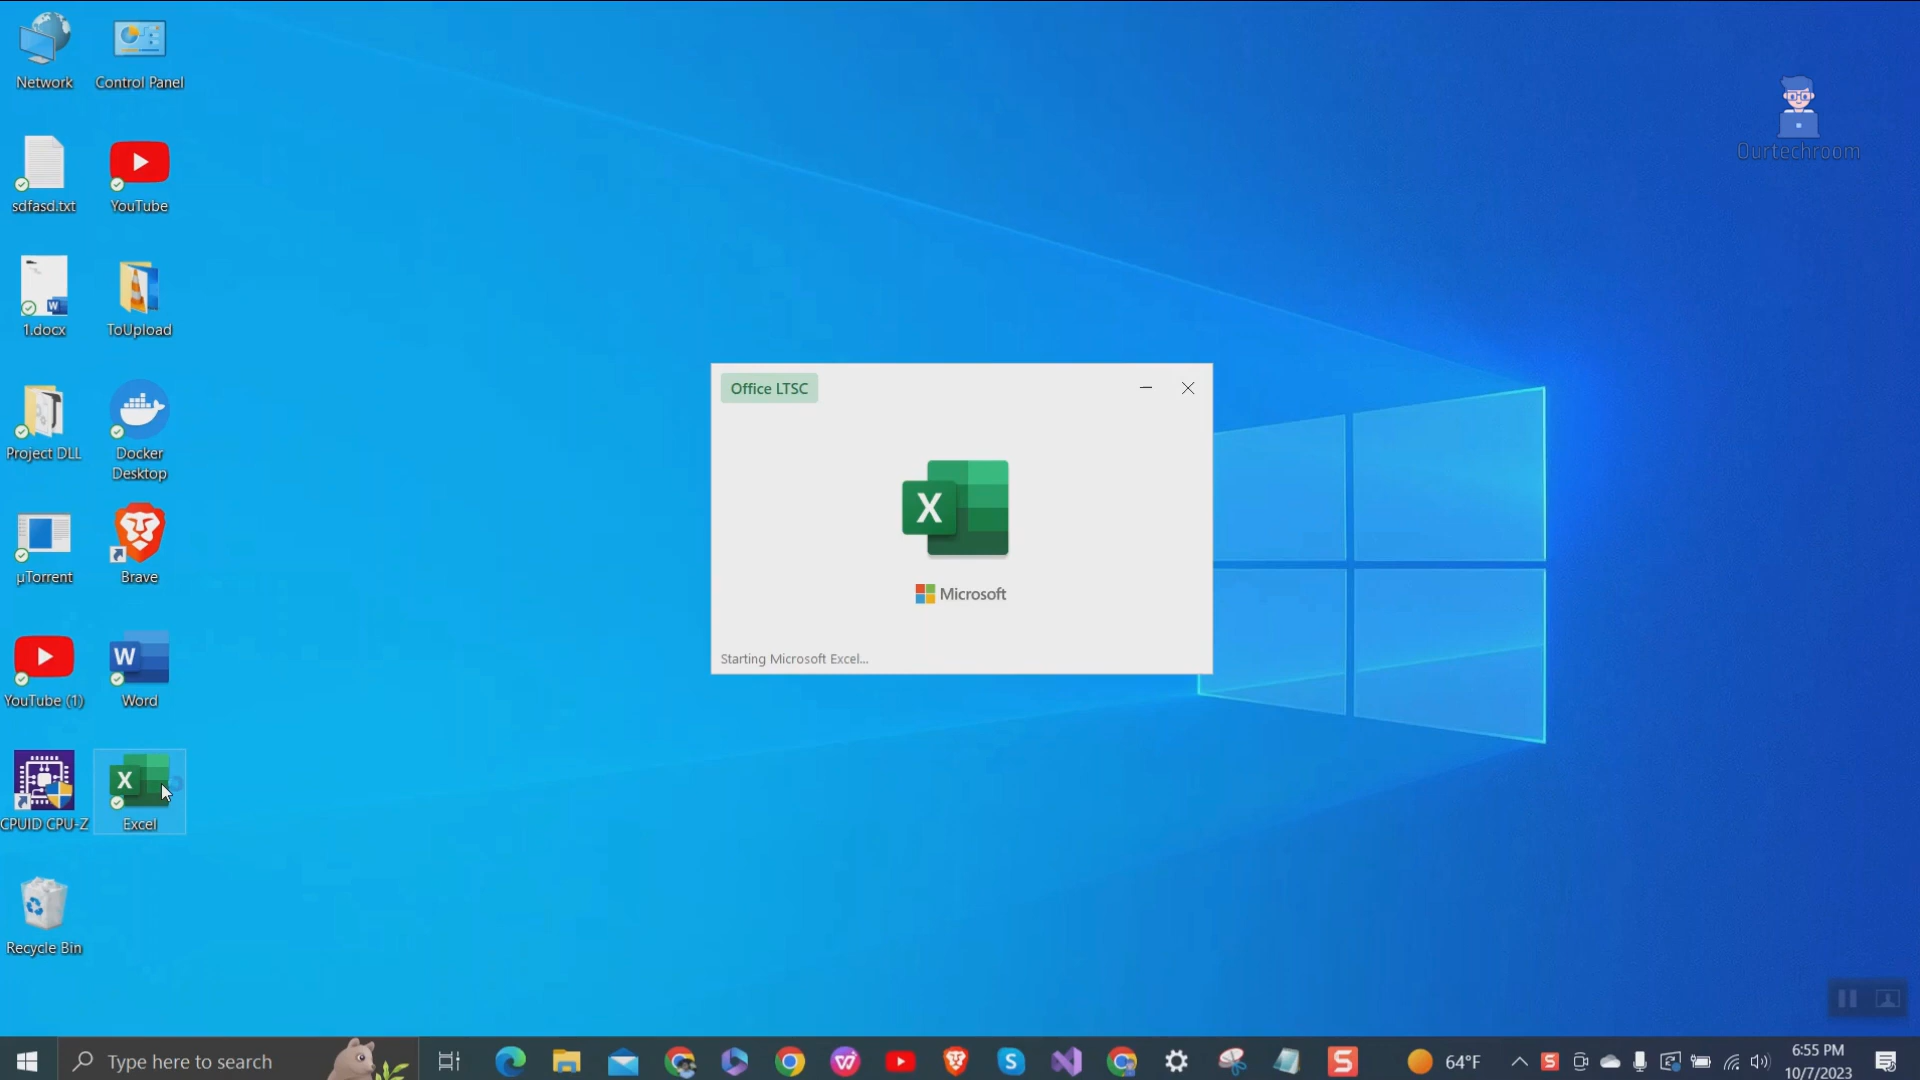 Network
Control Panel
sdfasd.txt
YouTube
1.docx
ToUpload
Project DLL
Docker
Desktop
µTorrent
Brave
YouTube (1)
W
Word
CPUID CPU-Z
X
Excel
Recycle Bin
Ourtechroom
Office LTSC
X
Microsoft
Starting Microsoft Excel...
Type here to search
64°F
6:55 PM
10/7/2023